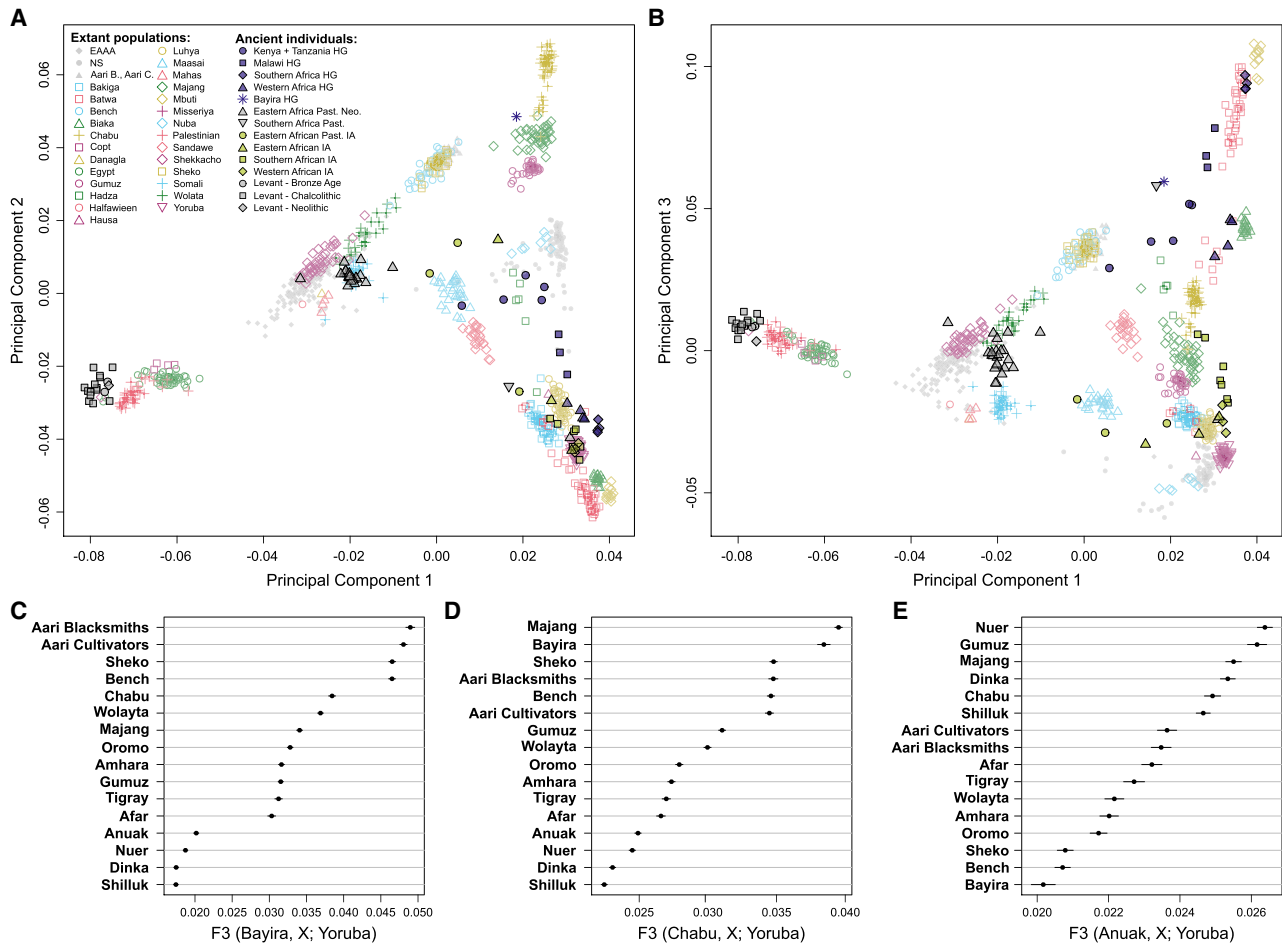 A
Extant populations:
EAAA
NS
Aari B., Aari C.
Bakiga
Batwa
Bench
Biaka
Chabu
Copt
Danagla
Egypt
Gumuz
Hadza
Halfawieen
Hausa
Luhya
Maasai
Mahas
Majang
Mbuti
Misseriya
Nuba
Palestinian
Sandawe
Shekkacho
Sheko
Somali
Wolata
Yoruba
Ancient individuals:
Kenya + Tanzania HG
Malawi HG
Southern Africa HG
Western Africa HG
Bayira HG
Eastern Africa Past. Neo.
Southern Africa Past.
Eastern African Past. IA
Eastern African IA
Southern African IA
Western African IA
Levant - Bronze Age
Levant - Chalcolithic
Levant - Neolithic
Principal Component 2
0.06
0.04
0.02
0.00
-0.02
-0.04
-0.06
-0.08 -0.06 -0.04 -0.02 0.00 0.02 0.04
Principal Component 1
B
Principal Component 3
0.10
0.05
0.00
-0.05
-0.08 -0.06 -0.04 -0.02 0.00 0.02 0.04
Principal Component 1
C
Aari Blacksmiths
Aari Cultivators
Sheko
Bench
Chabu
Wolayta
Majang
Oromo
Amhara
Gumuz
Tigray
Afar
Anuak
Nuer
Dinka
Shilluk
0.020 0.025 0.030 0.035 0.040 0.045 0.050
F3 (Bayira, X; Yoruba)
D
Majang
Bayira
Sheko
Aari Blacksmiths
Bench
Aari Cultivators
Gumuz
Wolayta
Oromo
Amhara
Tigray
Afar
Anuak
Nuer
Dinka
Shilluk
0.025 0.030 0.035 0.040
F3 (Chabu, X; Yoruba)
E
Nuer
Gumuz
Majang
Dinka
Chabu
Shilluk
Aari Cultivators
Aari Blacksmiths
Afar
Tigray
Wolayta
Amhara
Oromo
Sheko
Bench
Bayira
0.020 0.022 0.024 0.026
F3 (Anuak, X; Yoruba)